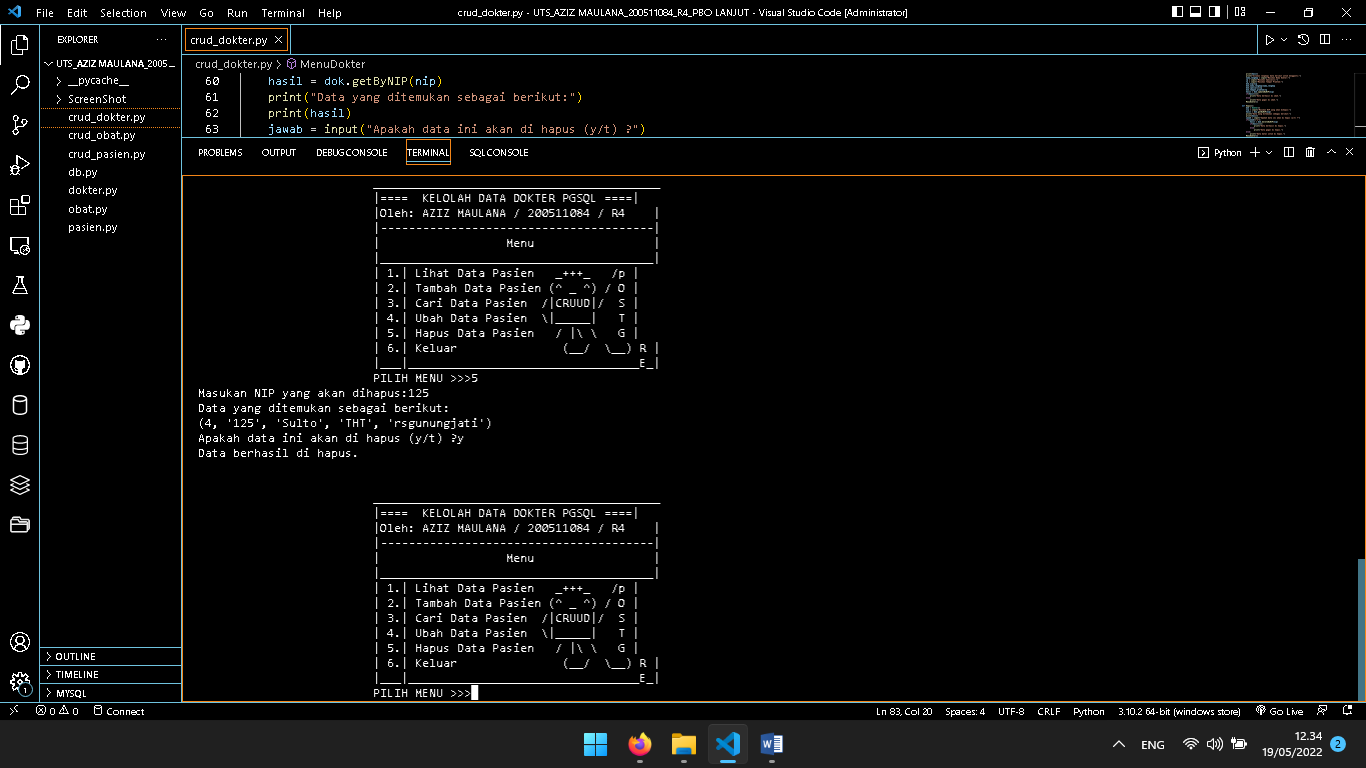 File Edit Selection View Go Run Terminal Help
crud_dokter.py - UTS_AZIZ MAULANA_200511084_R4_PBO LANJUT - Visual Studio Code [Administrator]
EXPLORER ...
UTS_AZIZ MAULANA_2005...
__pycache__
ScreenShot
crud_dokter.py
crud_obat.py
crud_pasien.py
db.py
dokter.py
obat.py
pasien.py
OUTLINE
TIMELINE
MYSQL
crud_dokter.py
crud_dokter.py > MenuDokter
60 hasil = dok.getByNIP(nip)
61 print("Data yang ditemukan sebagai berikut:")
62 print(hasil)
63 jawab = input("Apakah data ini akan di hapus (y/t) ?")
PROBLEMS OUTPUT DEBUG CONSOLE TERMINAL SQL CONSOLE
Python
________________________________________
|==== KELOLAH DATA DOKTER PGSQL ====|
|Oleh: AZIZ MAULANA / 200511084 / R4    |
|---------------------------------------|
|                  Menu                 |
|_______________________________________|
| 1.| Lihat Data Pasien   _+++_   /p |
| 2.| Tambah Data Pasien (^ _ ^) / O |
| 3.| Cari Data Pasien  /|CRUUD|/  S |
| 4.| Ubah Data Pasien  \|_____|   T |
| 5.| Hapus Data Pasien   / |\ \   G |
| 6.| Keluar               (__/  \__) R |
|___|_________________________________E_|
PILIH MENU >>>5
Masukan NIP yang akan dihapus:125
Data yang ditemukan sebagai berikut:
(4, '125', 'Sulto', 'THT', 'rsgunungjati')
Apakah data ini akan di hapus (y/t) ?y
Data berhasil di hapus.
________________________________________
|==== KELOLAH DATA DOKTER PGSQL ====|
|Oleh: AZIZ MAULANA / 200511084 / R4    |
|---------------------------------------|
|                  Menu                 |
|_______________________________________|
| 1.| Lihat Data Pasien   _+++_   /p |
| 2.| Tambah Data Pasien (^ _ ^) / O |
| 3.| Cari Data Pasien  /|CRUUD|/  S |
| 4.| Ubah Data Pasien  \|_____|   T |
| 5.| Hapus Data Pasien   / |\ \   G |
| 6.| Keluar               (__/  \__) R |
|___|_________________________________E_|
PILIH MENU >>>
1
0 0 Connect
Ln 83, Col 20 Spaces: 4 UTF-8 CRLF Python 3.10.2 64-bit (windows store) Go Live
ENG
12.34
19/05/2022
2